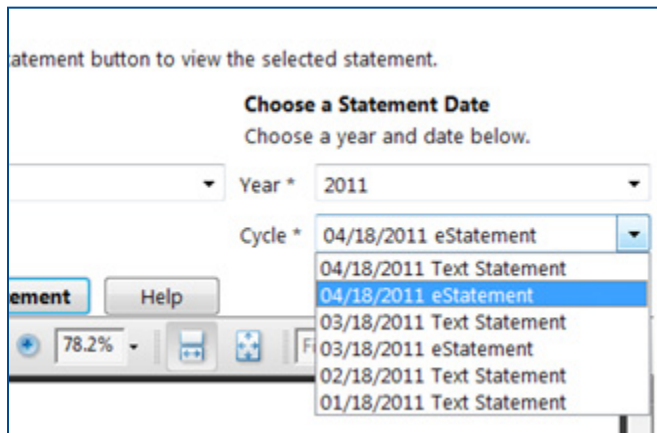 atement button to view the selected statement.
Choose a Statement Date
Choose a year and date below.
Year * 2011
Cycle * 04/18/2011 eStatement
04/18/2011 Text Statement
04/18/2011 eStatement
03/18/2011 Text Statement
03/18/2011 eStatement
02/18/2011 Text Statement
01/18/2011 Text Statement
ement Help
78.2%